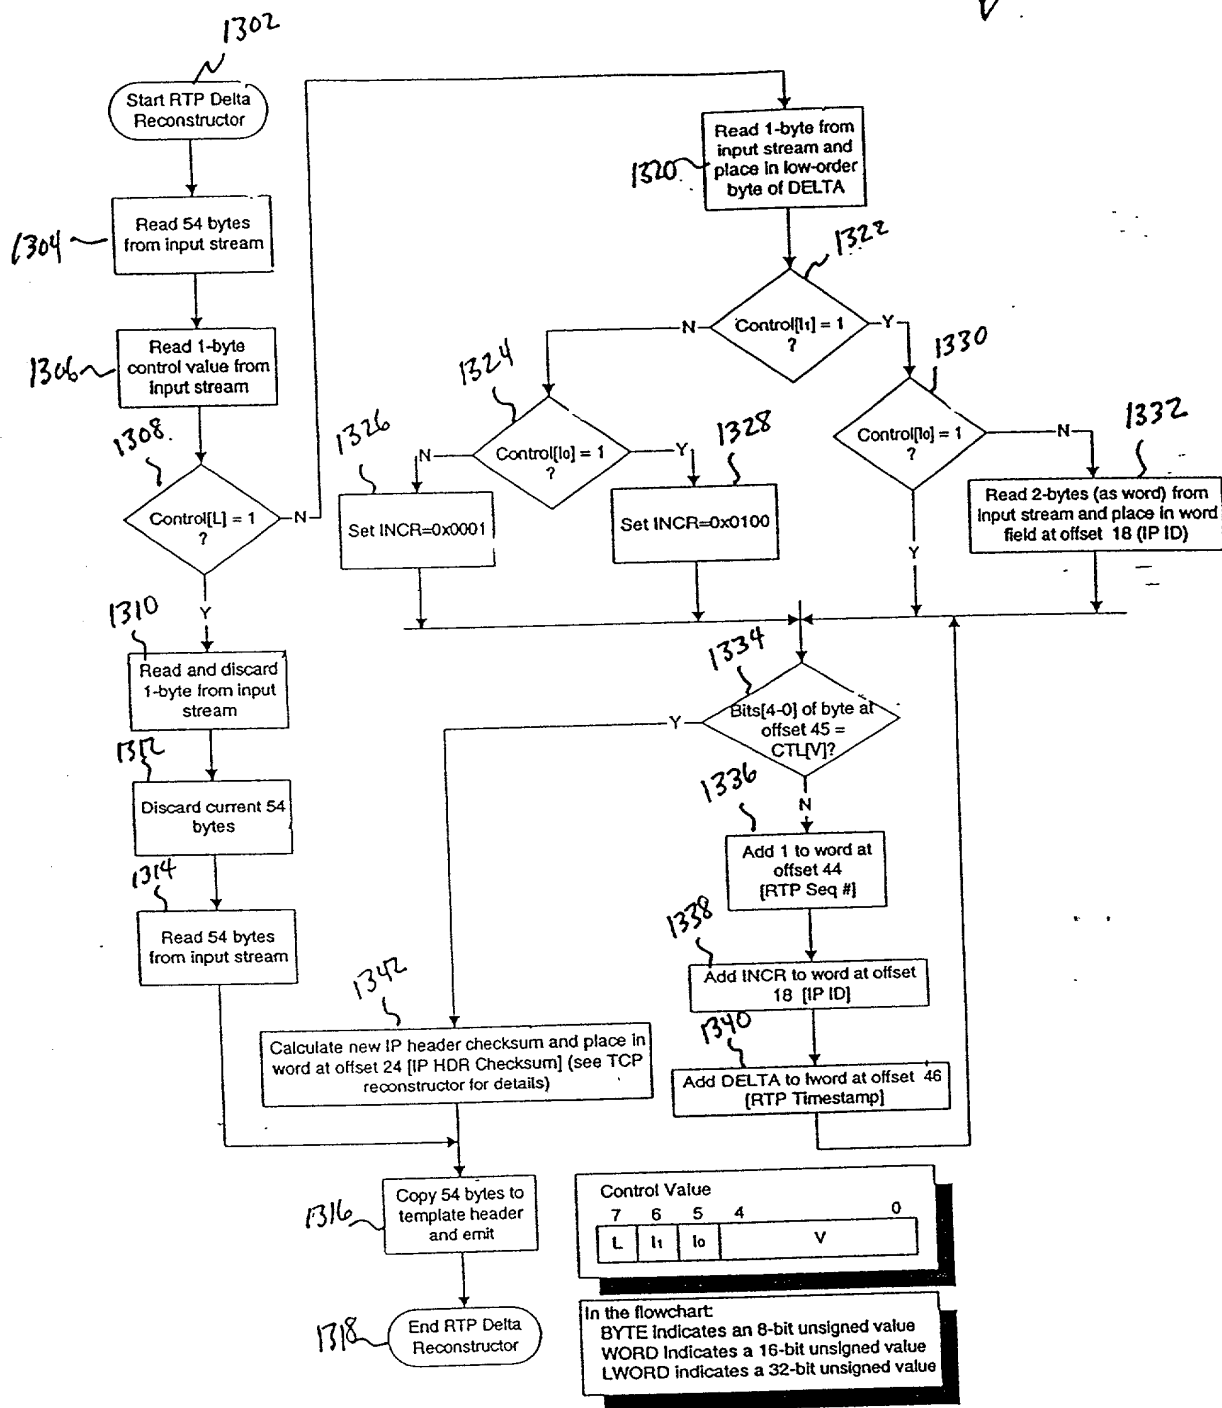 1302
Start RTP Delta
Reconstructor
1304
Read 54 bytes
from input stream
1306
Read 1-byte
control value from
input stream
1308
Control[L] = 1
?
N
Y
1310
Read and discard
1-byte from input
stream
1312
Discard current 54
bytes
1314
Read 54 bytes
from input stream
1320
Read 1-byte from
input stream and
place in low-order
byte of DELTA
1322
Control[I1] = 1
?
N
Y
1324
Control[I0] = 1
?
N
Y
1326
Set INCR=0x0001
1328
Set INCR=0x0100
1330
Control[I0] = 1
?
N
Y
1332
Read 2-bytes (as word) from
input stream and place in word
field at offset 18 (IP ID)
1334
Bits[4-0] of byte at
offset 45 =
CTL[V]?
Y
N
1336
Add 1 to word at
offset 44
[RTP Seq #]
1338
Add INCR to word at offset
18 [IP ID]
1340
Add DELTA to lword at offset 46
[RTP Timestamp]
1342
Calculate new IP header checksum and place in
word at offset 24 [IP HDR Checksum] (see TCP
reconstructor for details)
1316
Copy 54 bytes to
template header
and emit
1318
End RTP Delta
Reconstructor
Control Value
7 6 5 4 0
L I1 I0 V
In the flowchart:
BYTE indicates an 8-bit unsigned value
WORD indicates a 16-bit unsigned value
LWORD indicates a 32-bit unsigned value